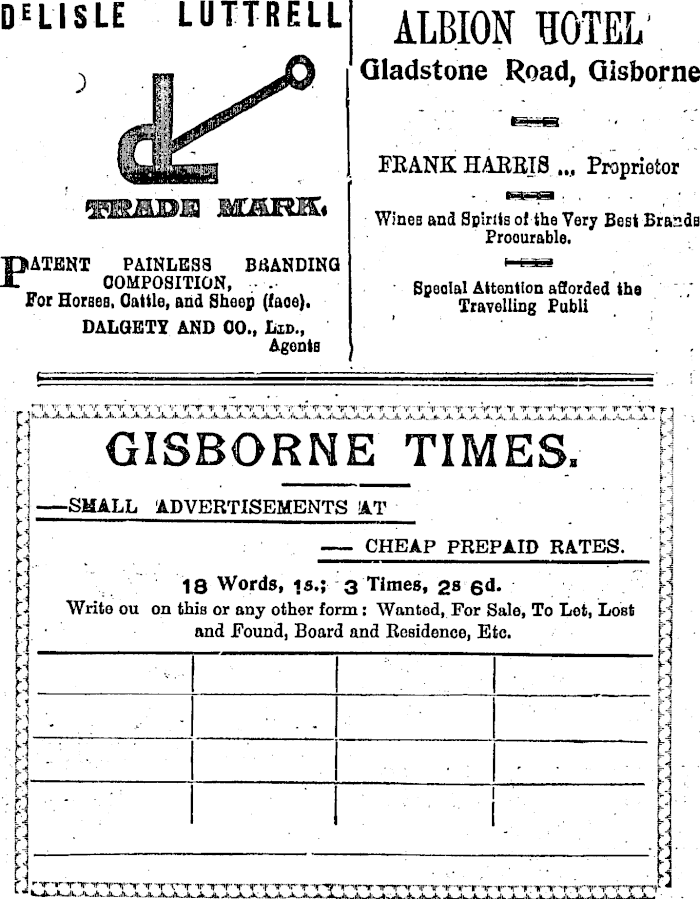 DELISLE LUTTRELL
TRADE MARK.
PATENT PAINLESS BRANDING
COMPOSITION,
For Horses, Cattle, and Sheep (face).
DALGETY AND CO., LTD.,
Agents
ALBION HOTEL
Gladstone Road, Gisborne
FRANK HARRIS ... Proprietor
Wines and Spirits of the Very Best Brands
Procurable.
Special Attention afforded the
Travelling Publi
GISBORNE TIMES.
—SMALL ADVERTISEMENTS AT
— CHEAP PREPAID RATES.
18 Words, 1s.; 3 Times, 2s 6d.
Write ou on this or any other form: Wanted, For Sale, To Let, Lost
and Found, Board and Residence, Etc.